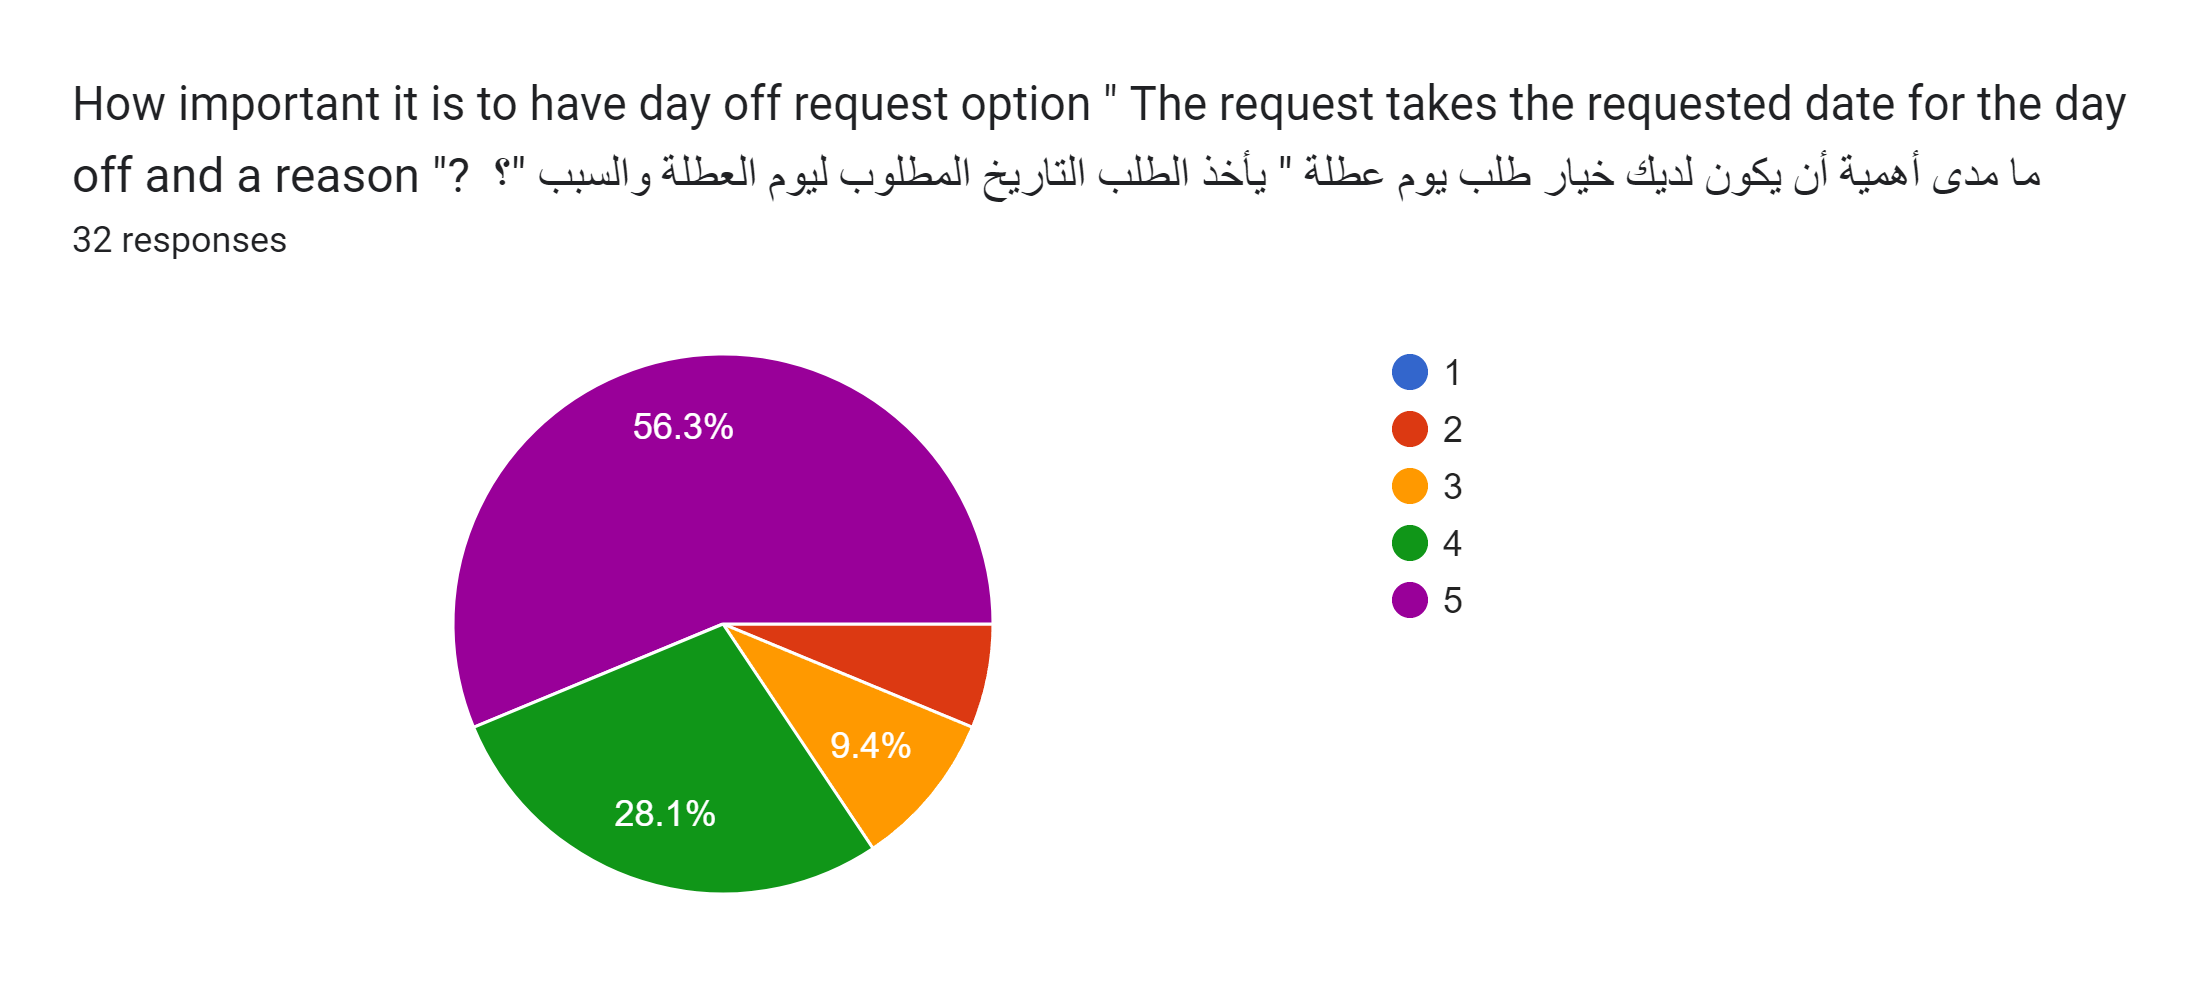 How important it is to have day off request option " The request takes the requested date for the day
off and a reason "? ما مدى أهمية أن يكون لديك خيار طلب يوم عطلة " يأخذ الطلب التاريخ المطلوب ليوم العطلة والسبب "؟
32 responses
56.3%
28.1%
9.4%
1
2
3
4
5